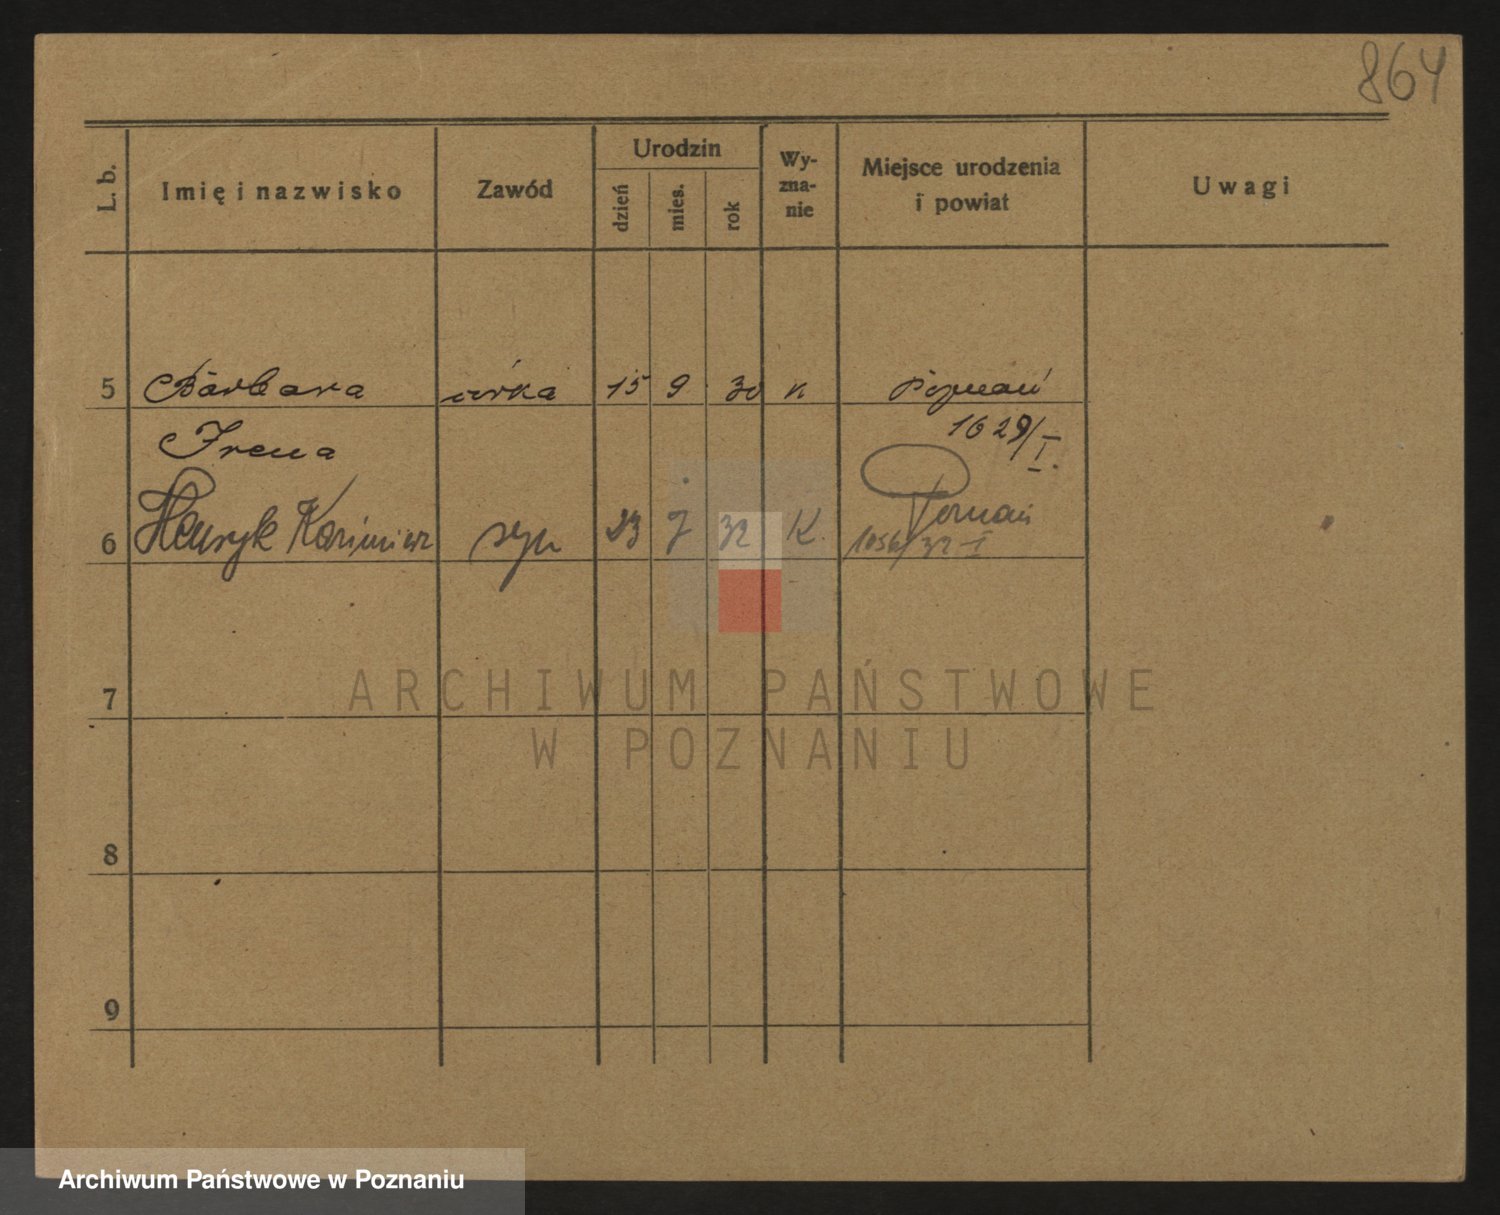 864
L. b. Imię i nazwisko Zawód Urodzin dzień mies. rok Wy-zna-nie Miejsce urodzenia i powiat Uwagi
5 Barbara córka 15 9 30 k Poznań
Irena 1629/I.
6 Henryk Kazimierz syn 23 7 32 K. Poznań
32 I
7
8
9
ARCHIWUM PAŃSTWOWE
W POZNANIU
Archiwum Państwowe w Poznaniu